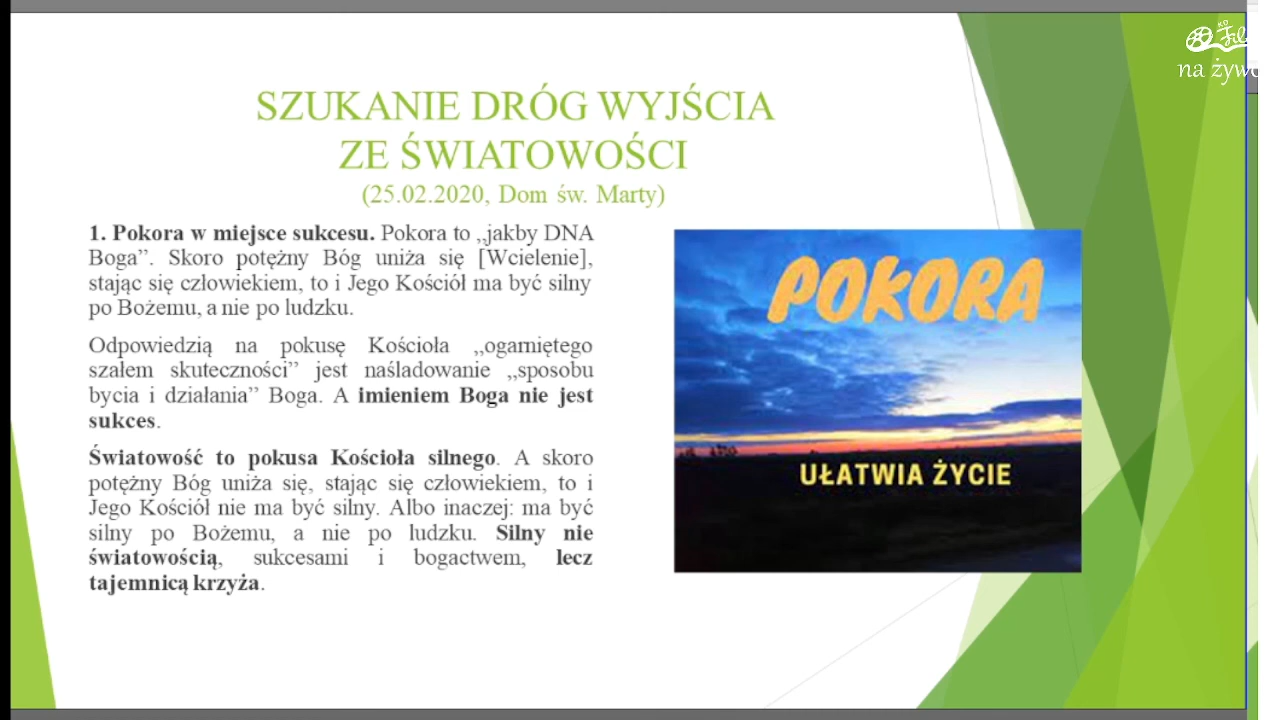 SZUKANIE DRÓG WYJŚCIA
ZE ŚWIATOWOŚCI
(25.02.2020, Dom św. Marty)
1. Pokora w miejsce sukcesu. Pokora to „jakby DNA
Boga”. Skoro potężny Bóg uniża się [Wcielenie],
stając się człowiekiem, to i Jego Kościół ma być silny
po Bożemu, a nie po ludzku.
Odpowiedzią na pokusę Kościoła „ogarniętego
szałem skuteczności” jest naśladowanie „sposobu
bycia i działania” Boga. A imieniem Boga nie jest
sukces.
Światowość to pokusa Kościoła silnego. A skoro
potężny Bóg uniża się, stając się człowiekiem, to i
Jego Kościół nie ma być silny. Albo inaczej: ma być
silny po Bożemu, a nie po ludzku. Silny nie
światowością, sukcesami i bogactwem, lecz
tajemnicą krzyża.
POKORA
UŁATWIA ŻYCIE
na żywo